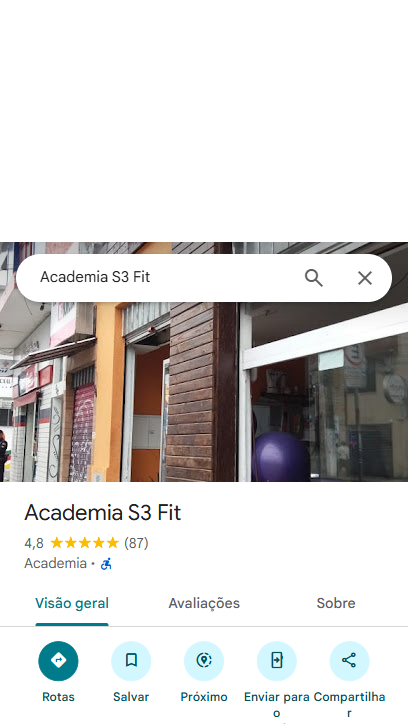 Academia S3 Fit
Academia S3 Fit
4,8 (87)
Academia ·
Visão geral
Avaliações
Sobre
Rotas
Salvar
Próximo
Enviar para
o
Compartilha
r